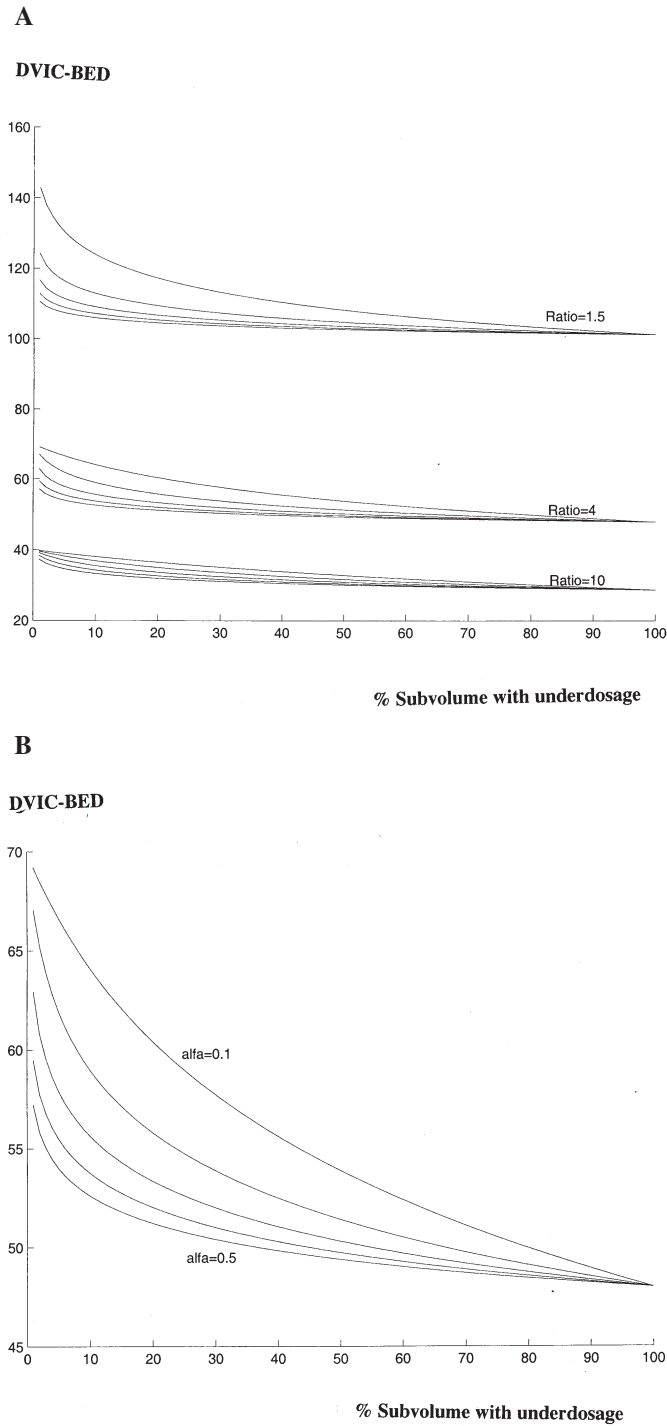 A
DVIC-BED
160
140
120
100
80
60
40
20
Ratio=1.5
Ratio=4
Ratio=10
0 10 20 30 40 50 60 70 80 90 100
% Subvolume with underdosage
B
DVIC-BED
70
65
60
55
50
45
alfa=0.1
alfa=0.5
0 10 20 30 40 50 60 70 80 90 100
% Subvolume with underdosage